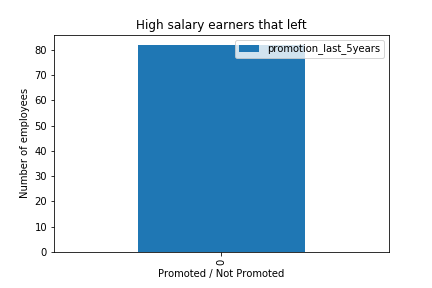 High salary earners that left
promotion_last_5years
80
70
60
50
40
30
20
10
0
Number of employees
0
Promoted / Not Promoted